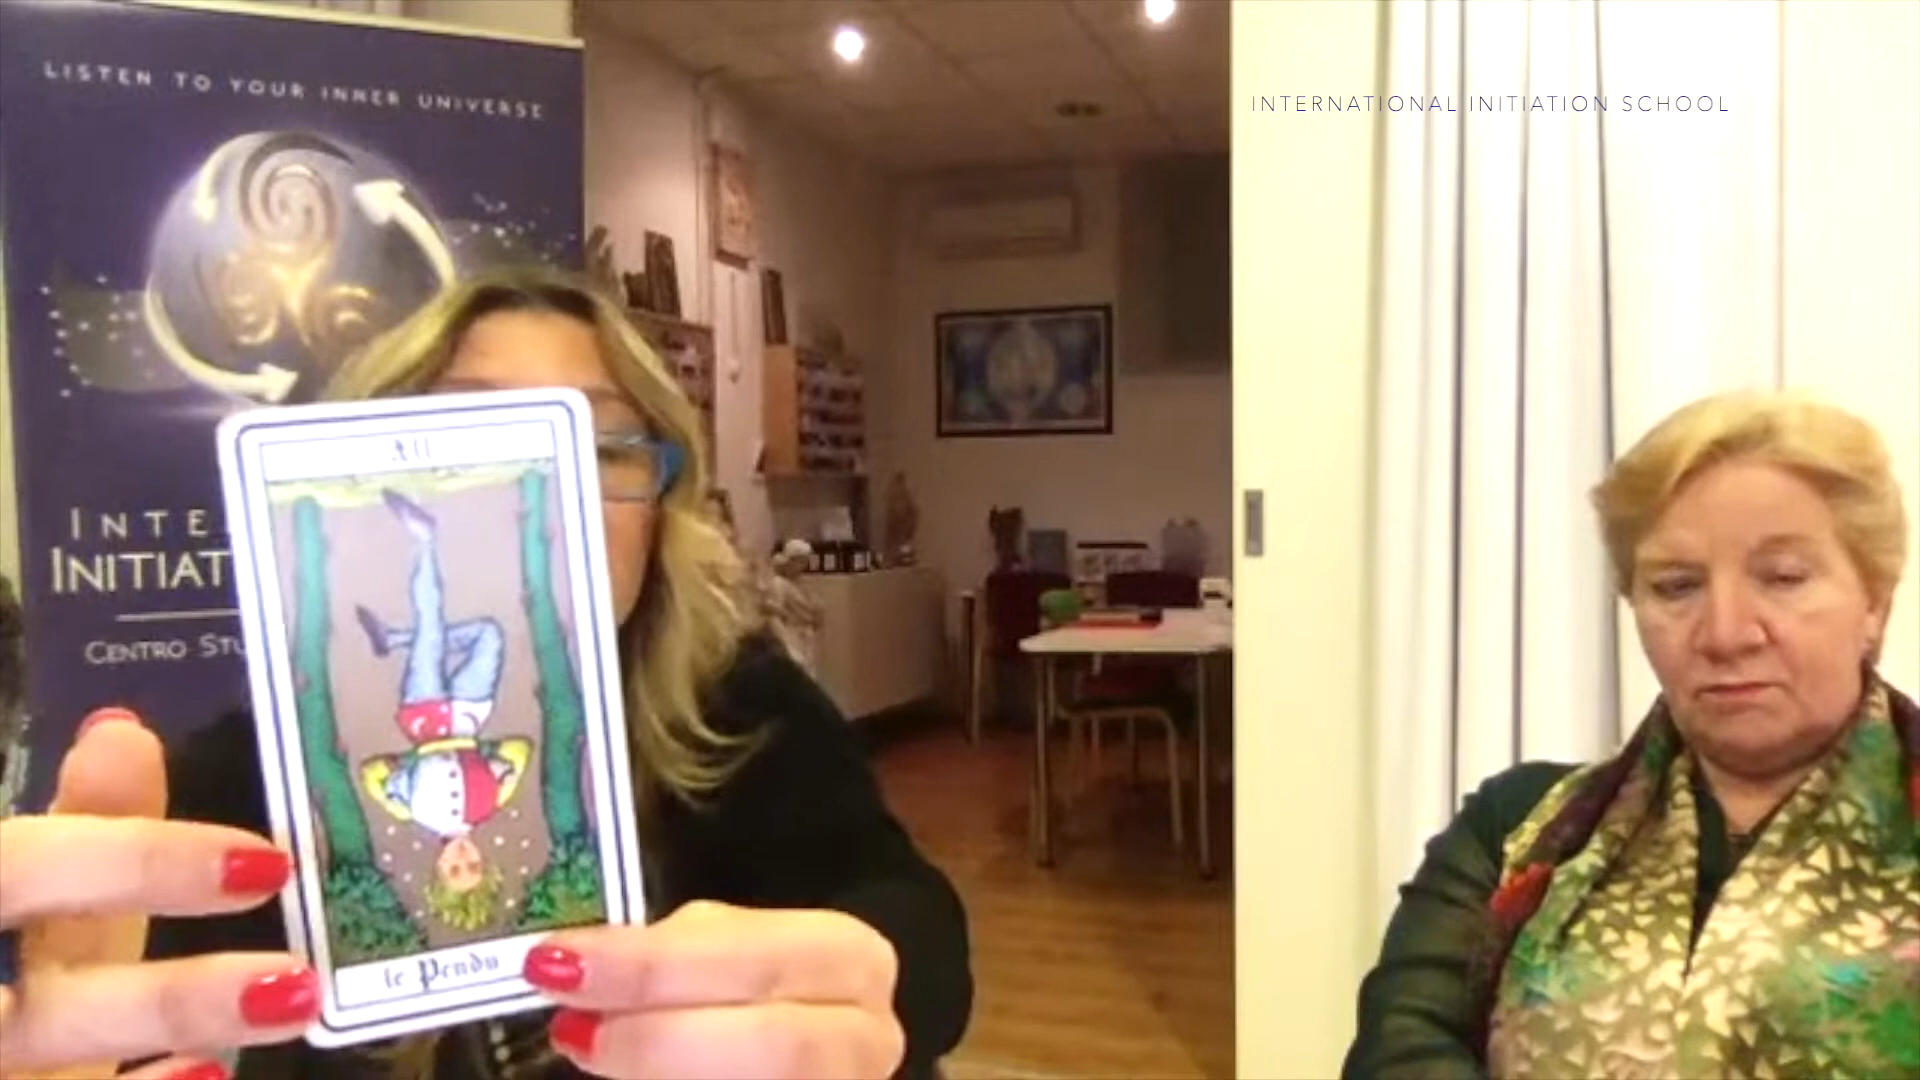 LISTEN TO YOUR INNER UNIVERSE
INTERNATIONAL INITIATION SCHOOL
XII
INTE
INITIAT
CENTRO STU
le Pendu